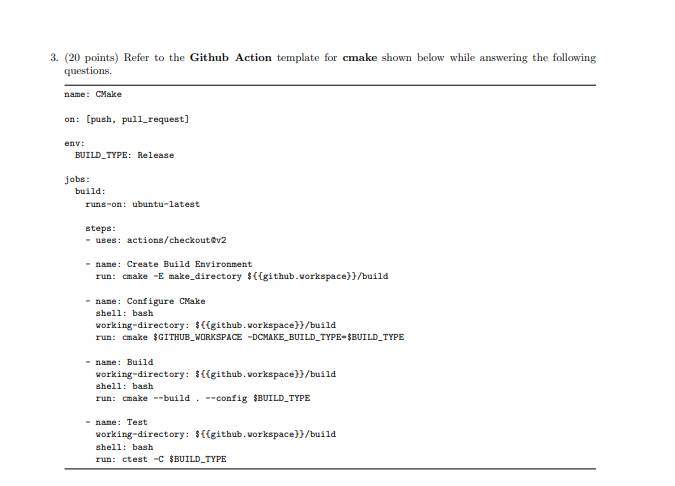 3. (20 points) Refer to the Github Action template for cmake shown below while answering the following
questions.
name: CMake
on: [push, pull_request]
env:
BUILD_TYPE: Release
jobs:
build:
runs-on: ubuntu-latest
steps:
- uses: actions/checkout@v2
- name: Create Build Environment
run: cmake -E make_directory ${{github.workspace}}/build
- name: Configure CMake
shell: bash
working-directory: ${{github.workspace}}/build
run: cmake $GITHUB_WORKSPACE -DCMAKE_BUILD_TYPE=$BUILD_TYPE
- name: Build
working-directory: ${{github.workspace}}/build
shell: bash
run: cmake --build . --config $BUILD_TYPE
- name: Test
working-directory: ${{github.workspace}}/build
shell: bash
run: ctest -C $BUILD_TYPE